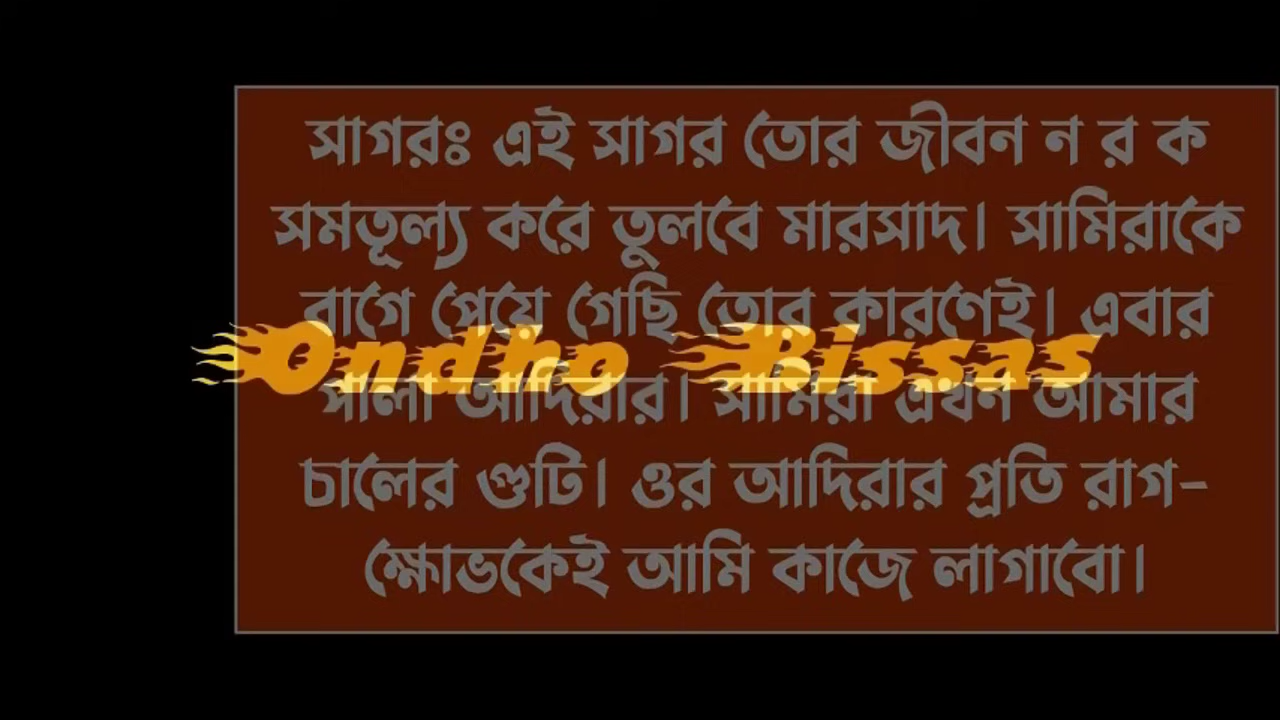 সাগরঃ এই সাগর তোর জীবন ন র ক
সমতূল্য করে তুলবে মারসাদ। সামিরাকে
বাগে পেয়ে গেছি তোর কারণেই। এবার
Ondho Bissas
পালা আদিরার। সামিরা এখন আমার
চালের গুটি। ওর আদিরার প্রতি রাগ-
ক্ষোভকেই আমি কাজে লাগাবো।